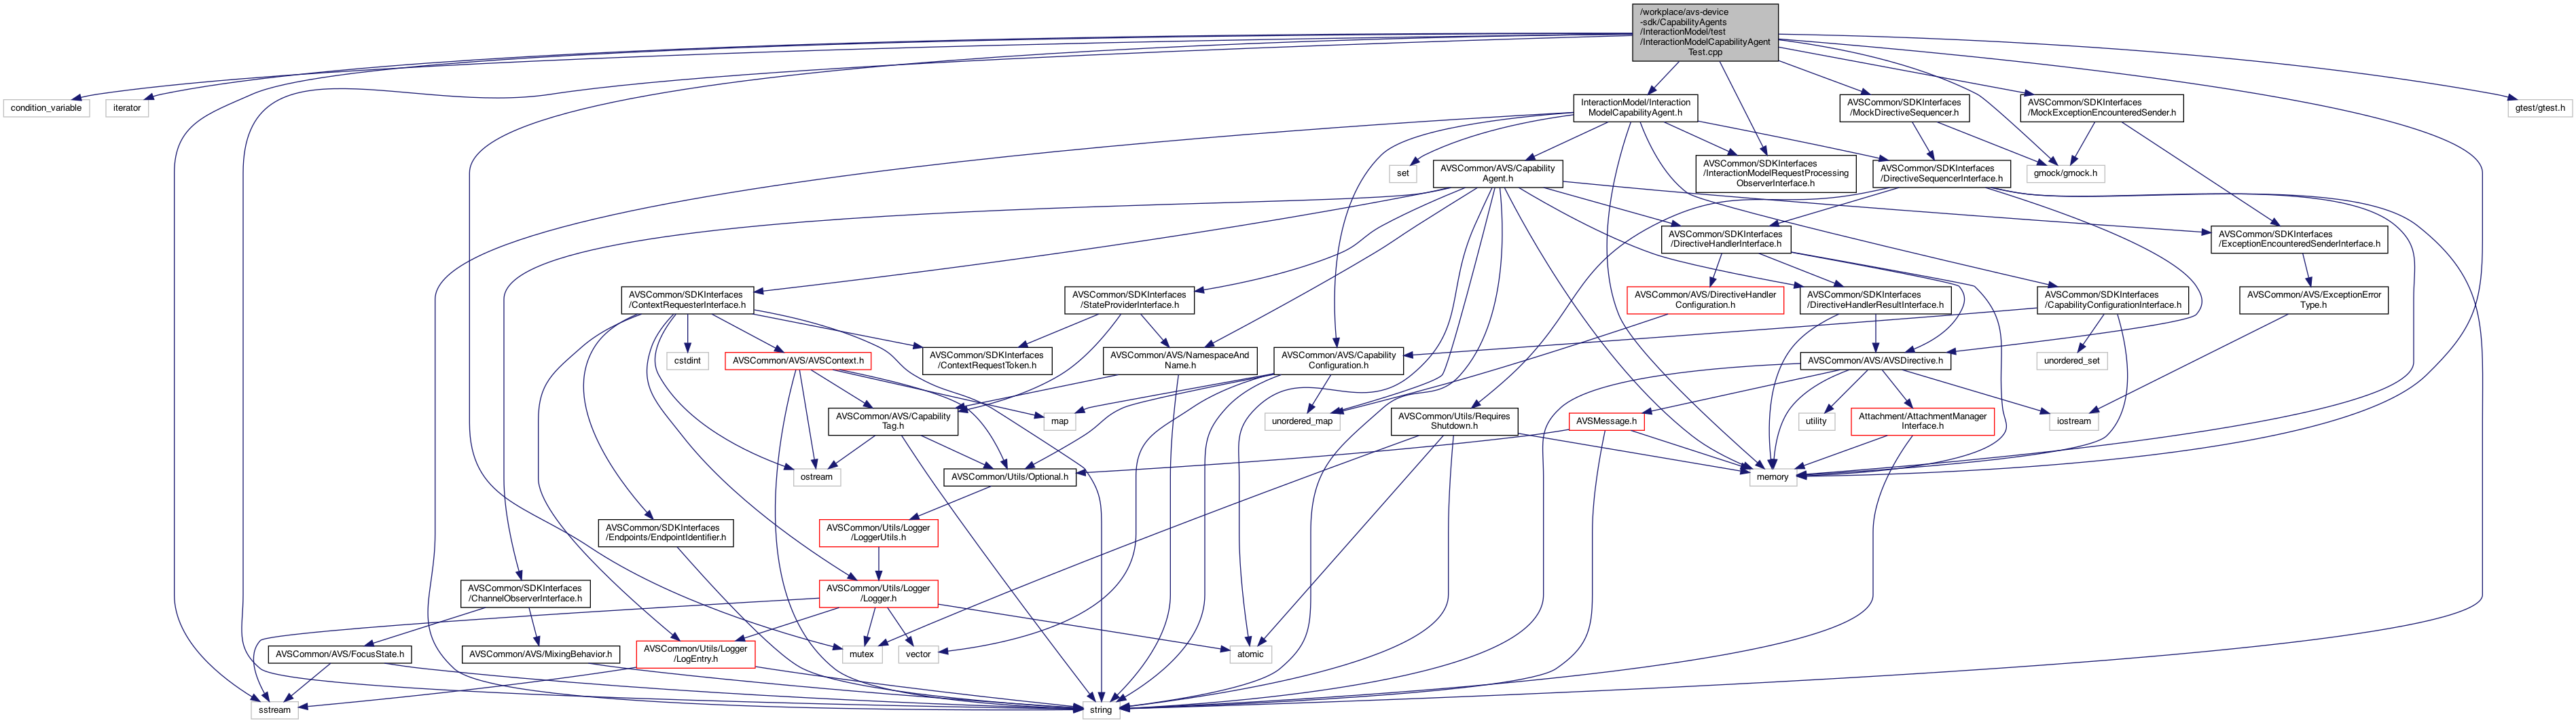 /workplace/avs-device
-sdk/CapabilityAgents
/InteractionModel/test
/InteractionModelCapabilityAgent
Test.cpp
condition_variable
iterator
InteractionModel/Interaction
ModelCapabilityAgent.h
AVSCommon/SDKInterfaces
/MockDirectiveSequencer.h
AVSCommon/SDKInterfaces
/MockExceptionEncounteredSender.h
gtest/gtest.h
set
AVSCommon/AVS/Capability
Agent.h
AVSCommon/SDKInterfaces
/InteractionModelRequestProcessing
ObserverInterface.h
AVSCommon/SDKInterfaces
/DirectiveSequencerInterface.h
gmock/gmock.h
AVSCommon/SDKInterfaces
/DirectiveHandlerInterface.h
AVSCommon/SDKInterfaces
/ExceptionEncounteredSenderInterface.h
AVSCommon/SDKInterfaces
/ContextRequesterInterface.h
AVSCommon/SDKInterfaces
/StateProviderInterface.h
AVSCommon/AVS/DirectiveHandler
Configuration.h
AVSCommon/SDKInterfaces
/DirectiveHandlerResultInterface.h
AVSCommon/SDKInterfaces
/CapabilityConfigurationInterface.h
AVSCommon/AVS/ExceptionError
Type.h
cstdint
AVSCommon/AVS/AVSContext.h
AVSCommon/SDKInterfaces
/ContextRequestToken.h
AVSCommon/AVS/NamespaceAnd
Name.h
AVSCommon/AVS/Capability
Configuration.h
AVSCommon/AVS/AVSDirective.h
unordered_set
AVSCommon/AVS/Capability
Tag.h
map
unordered_map
AVSCommon/Utils/Requires
Shutdown.h
AVSMessage.h
utility
Attachment/AttachmentManager
Interface.h
iostream
ostream
AVSCommon/Utils/Optional.h
memory
AVSCommon/SDKInterfaces
/Endpoints/EndpointIdentifier.h
AVSCommon/Utils/Logger
/LoggerUtils.h
AVSCommon/SDKInterfaces
/ChannelObserverInterface.h
AVSCommon/Utils/Logger
/Logger.h
AVSCommon/AVS/FocusState.h
AVSCommon/AVS/MixingBehavior.h
AVSCommon/Utils/Logger
/LogEntry.h
mutex
vector
atomic
sstream
string